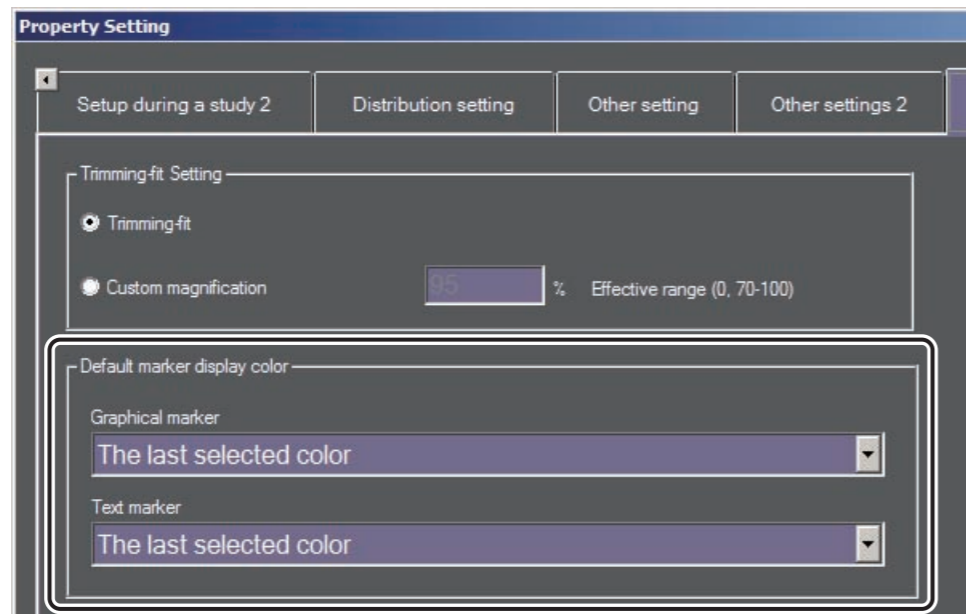 Property Setting
Setup during a study 2 Distribution setting Other setting Other settings 2
Trimming-fit Setting
Trimming-fit
Custom magnification 95 % Effective range (0, 70-100)
Default marker display color
Graphical marker
The last selected color
Text marker
The last selected color